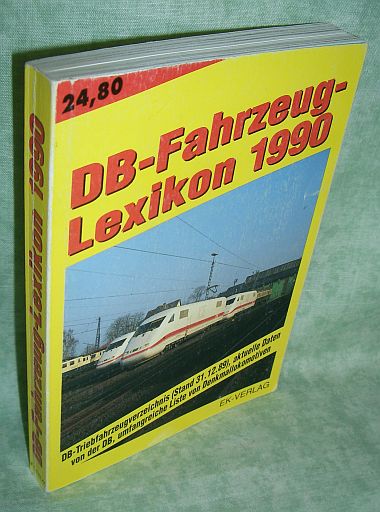 24,80
DB-Fahrzeug-
Lexikon 1990
DB-Triebfahrzeugverzeichnis (Stand 31.12.89), aktuelle Daten
von der DB, umfangreiche Liste von Denkmallokomotiven
EK-VERLAG
DB-Fahrzeug-Lexikon 1990